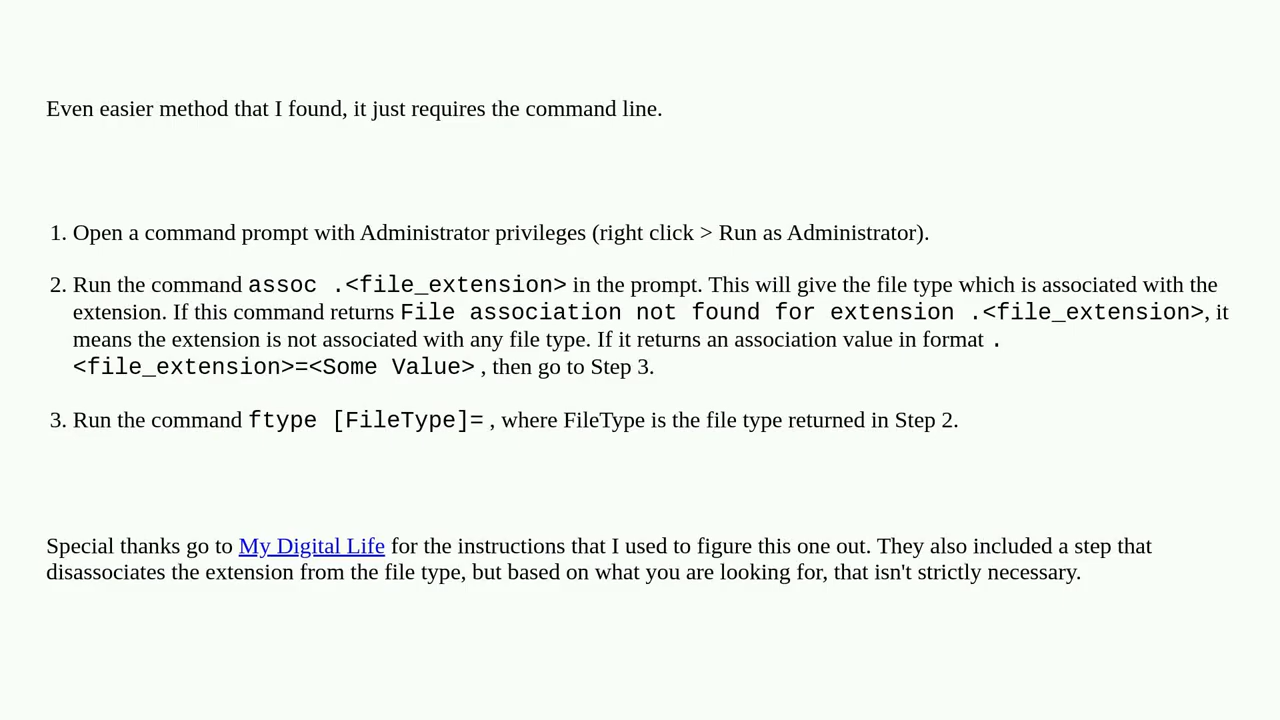 Even easier method that I found, it just requires the command line.
1. Open a command prompt with Administrator privileges (right click > Run as Administrator).
2. Run the command assoc .<file_extension> in the prompt. This will give the file type which is associated with the
extension. If this command returns File association not found for extension .<file_extension>, it
means the extension is not associated with any file type. If it returns an association value in format .
<file_extension>=<Some Value> , then go to Step 3.
3. Run the command ftype [FileType]= , where FileType is the file type returned in Step 2.
Special thanks go to My Digital Life for the instructions that I used to figure this one out. They also included a step that
disassociates the extension from the file type, but based on what you are looking for, that isn't strictly necessary.